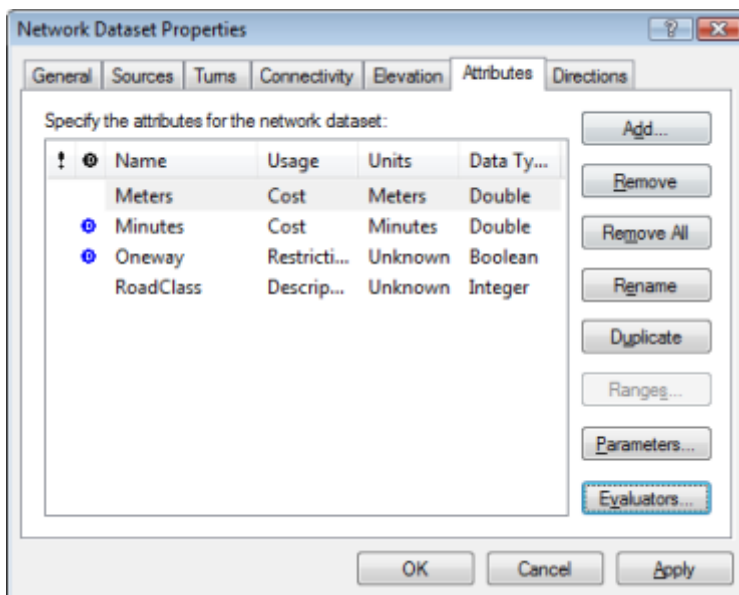 Network Dataset Properties
General Sources Turns Connectivity Elevation Attributes Directions
Specify the attributes for the network dataset:
! D Name Usage Units Data Ty...
Meters Cost Meters Double
D Minutes Cost Minutes Double
D Oneway Restricti... Unknown Boolean
RoadClass Descrip... Unknown Integer
Add...
Remove
Remove All
Rename
Duplicate
Ranges...
Parameters...
Evaluators...
OK Cancel Apply